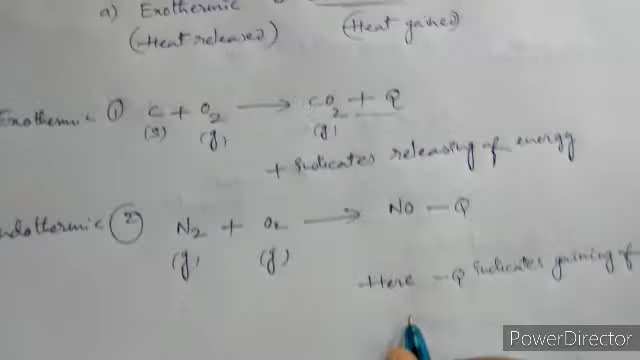 a) Exothermic
(Heat released) (Heat gained)
Exothermic ① C + O2 ⟶ CO2 + Q
(s) (g) (g)
+ indicates releasing of energy
Endothermic ② N2 + O2 ⟶ NO – Q
(g) (g)
Here –Q indicates gaining of
PowerDirector